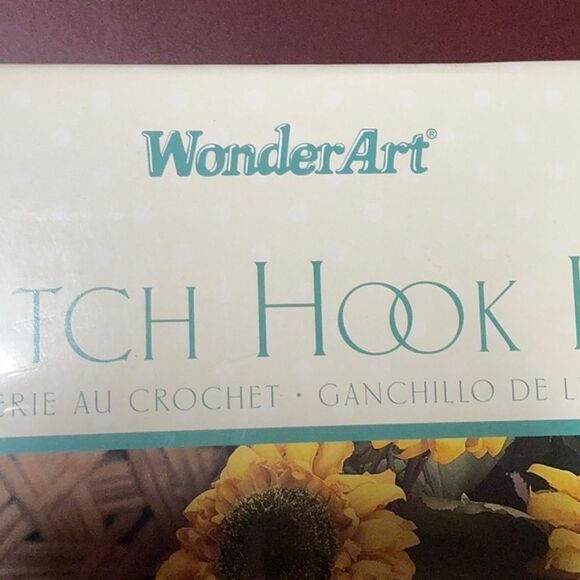 WonderArt®
TCH HOOK
ERIE AU CROCHET · GANCHILLO DE L